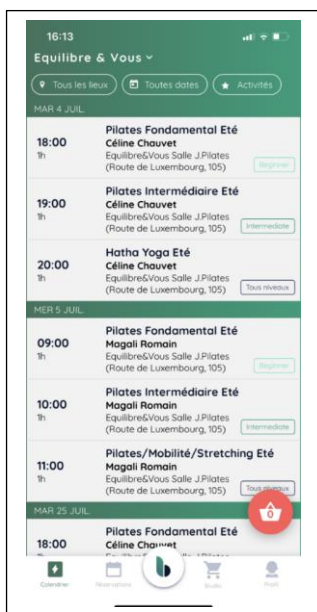 16:13
Equilibre & Vous
Tous les lieux
Toutes dates
Activités
MAR 4 JUIL.
Pilates Fondamental Eté
18:00
Céline Chauvet
1h
Equilibre&Vous Salle J.Pilates
(Route de Luxembourg, 105)
Beginner
Pilates Intermédiaire Eté
19:00
Céline Chauvet
1h
Equilibre&Vous Salle J.Pilates
(Route de Luxembourg, 105)
Intermediate
Hatha Yoga Eté
20:00
Céline Chauvet
1h
Equilibre&Vous Salle J.Pilates
(Route de Luxembourg, 105)
Tous niveaux
MER 5 JUIL.
Pilates Fondamental Eté
09:00
Magali Romain
1h
Equilibre&Vous Salle J.Pilates
(Route de Luxembourg, 105)
Beginner
Pilates Intermédiaire Eté
10:00
Magali Romain
1h
Equilibre&Vous Salle J.Pilates
(Route de Luxembourg, 105)
Intermediate
Pilates/Mobilité/Stretching Eté
11:00
Magali Romain
1h
Equilibre&Vous Salle J.Pilates
(Route de Luxembourg, 105)
Tous niveaux
0
MAR 25 JUIL.
Pilates Fondamental Eté
18:00
Céline Chauvet
Calendrier
Réservations
b
Studio
Profil